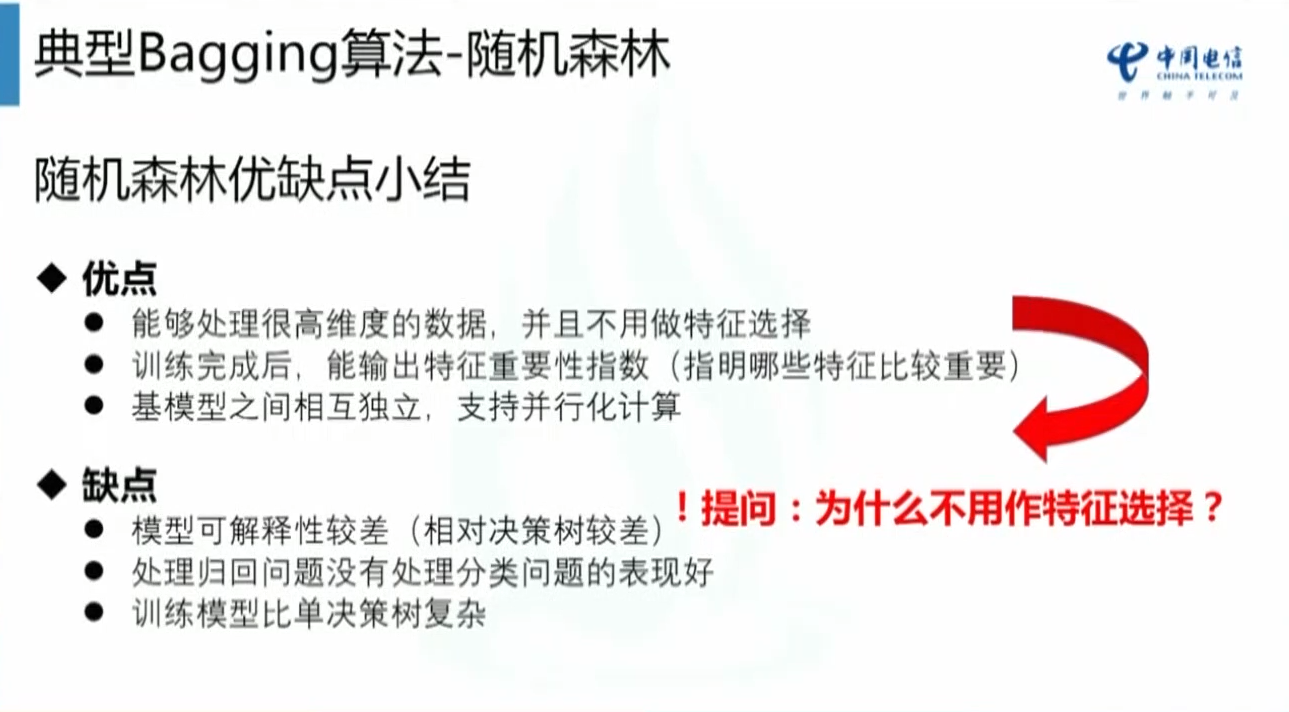 典型Bagging算法-随机森林
中国电信
CHINA TELECOM
世界触手可及
随机森林优缺点小结
◆ 优点
● 能够处理很高维度的数据，并且不用做特征选择
● 训练完成后，能输出特征重要性指数（指明哪些特征比较重要）
● 基模型之间相互独立，支持并行化计算
◆ 缺点
！提问：为什么不用作特征选择？
● 模型可解释性较差（相对决策树较差）
● 处理归回问题没有处理分类问题的表现好
● 训练模型比单决策树复杂